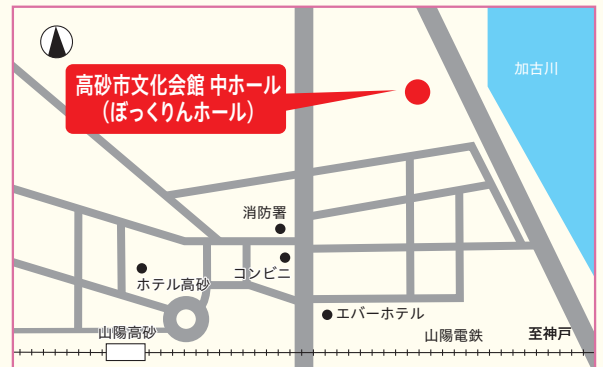 加古川
高砂市文化会館 中ホール
（ぼっくりんホール）
消防署
コンビニ
ホテル高砂
エバーホテル
山陽高砂
山陽電鉄
至神戸